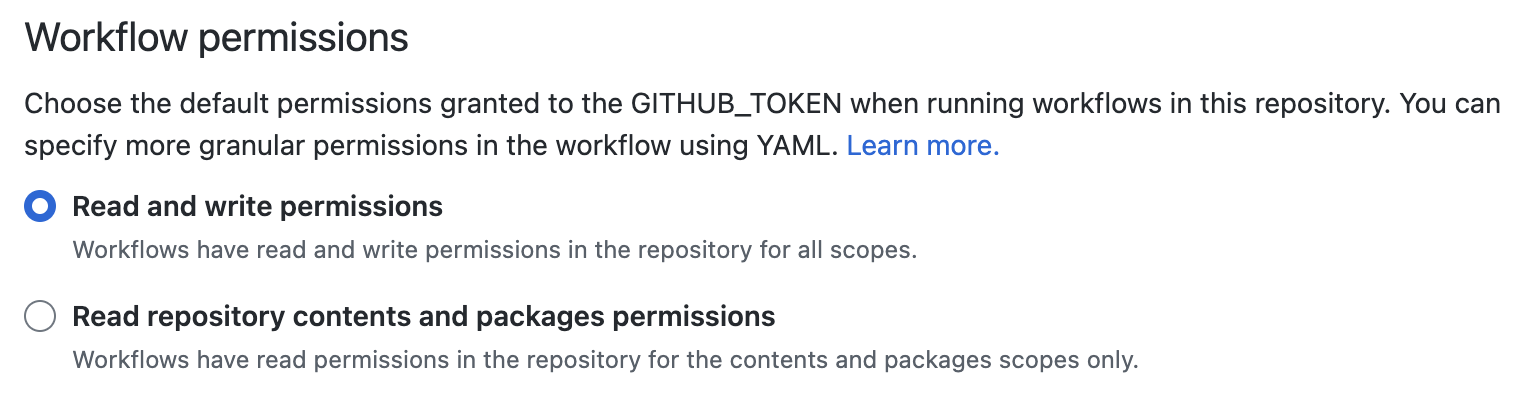 Workflow permissions
Choose the default permissions granted to the GITHUB_TOKEN when running workflows in this repository. You can
specify more granular permissions in the workflow using YAML. Learn more.
Read and write permissions
Workflows have read and write permissions in the repository for all scopes.
Read repository contents and packages permissions
Workflows have read permissions in the repository for the contents and packages scopes only.